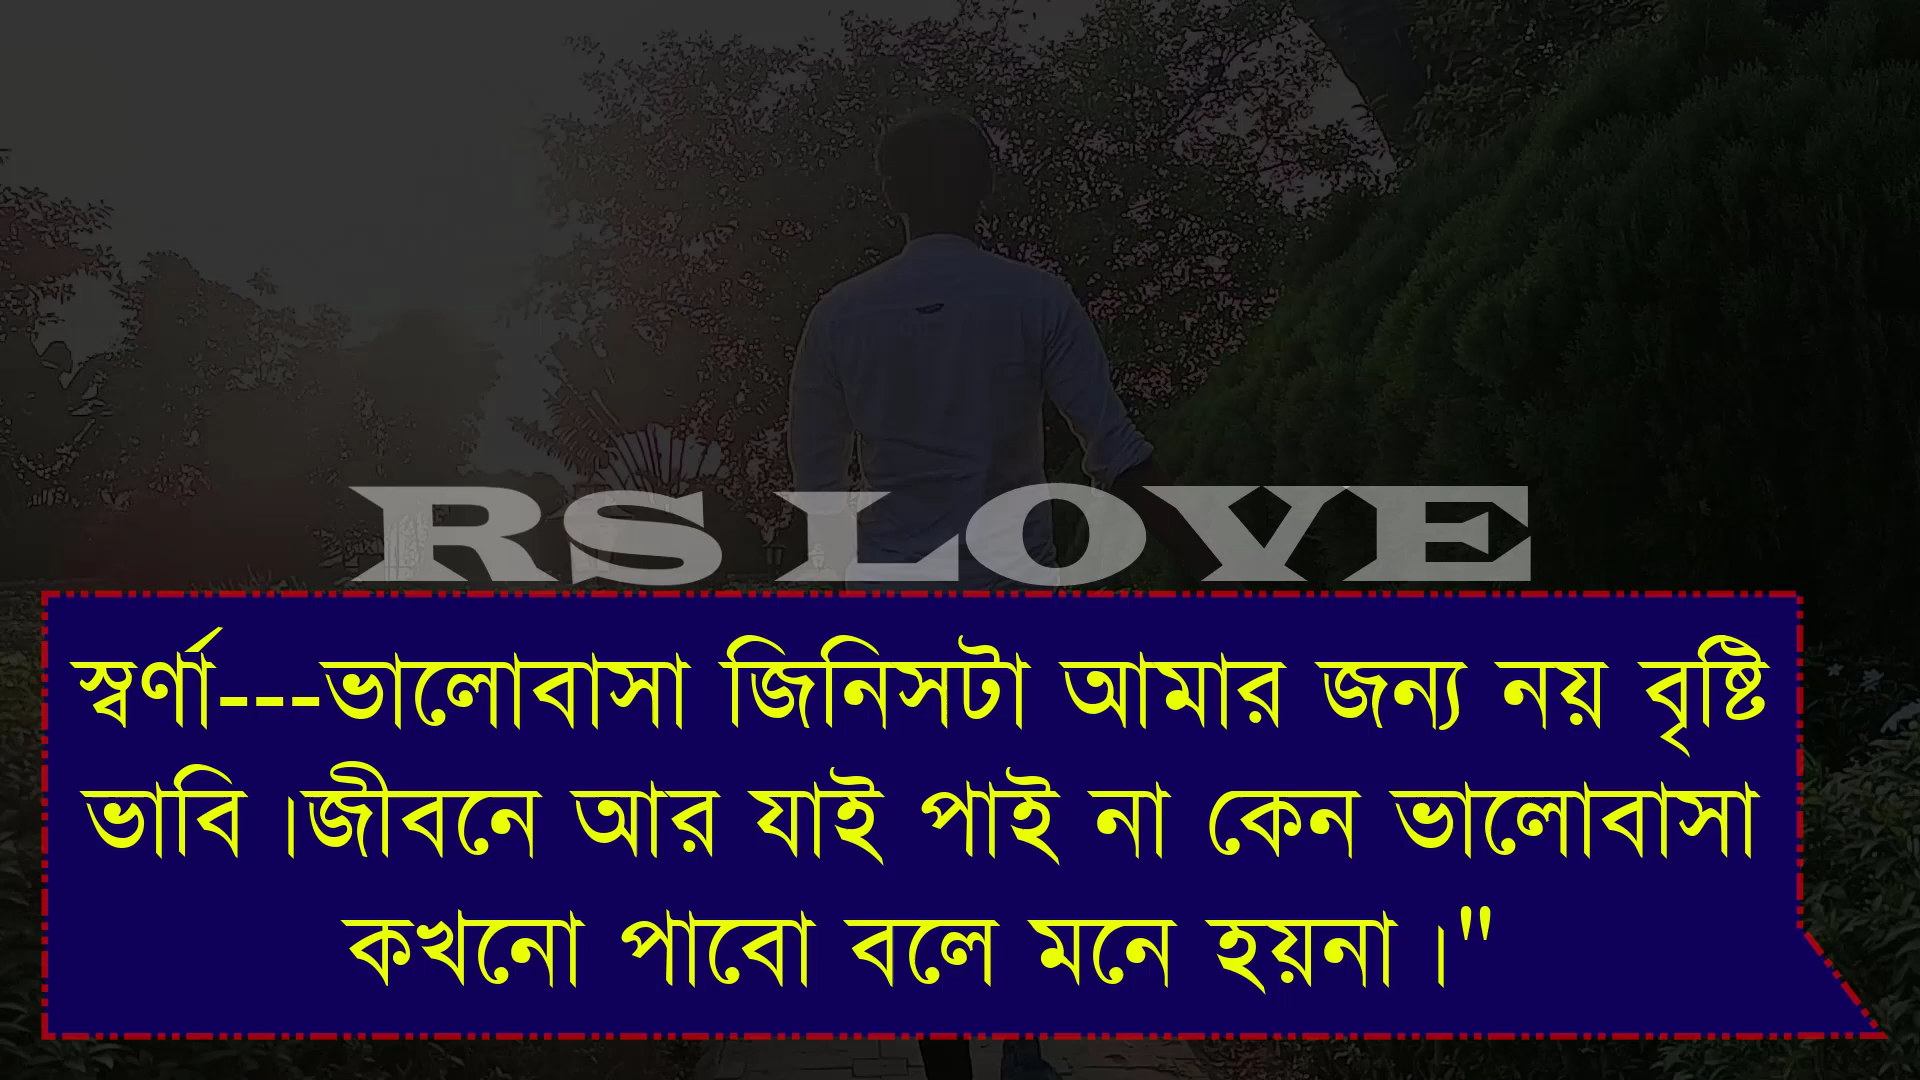 RS LOVE
স্বর্ণা---ভালোবাসা জিনিসটা আমার জন্য নয় বৃষ্টি
ভাবি ।জীবনে আর যাই পাই না কেন ভালোবাসা
কখনো পাবো বলে মনে হয়না ।"